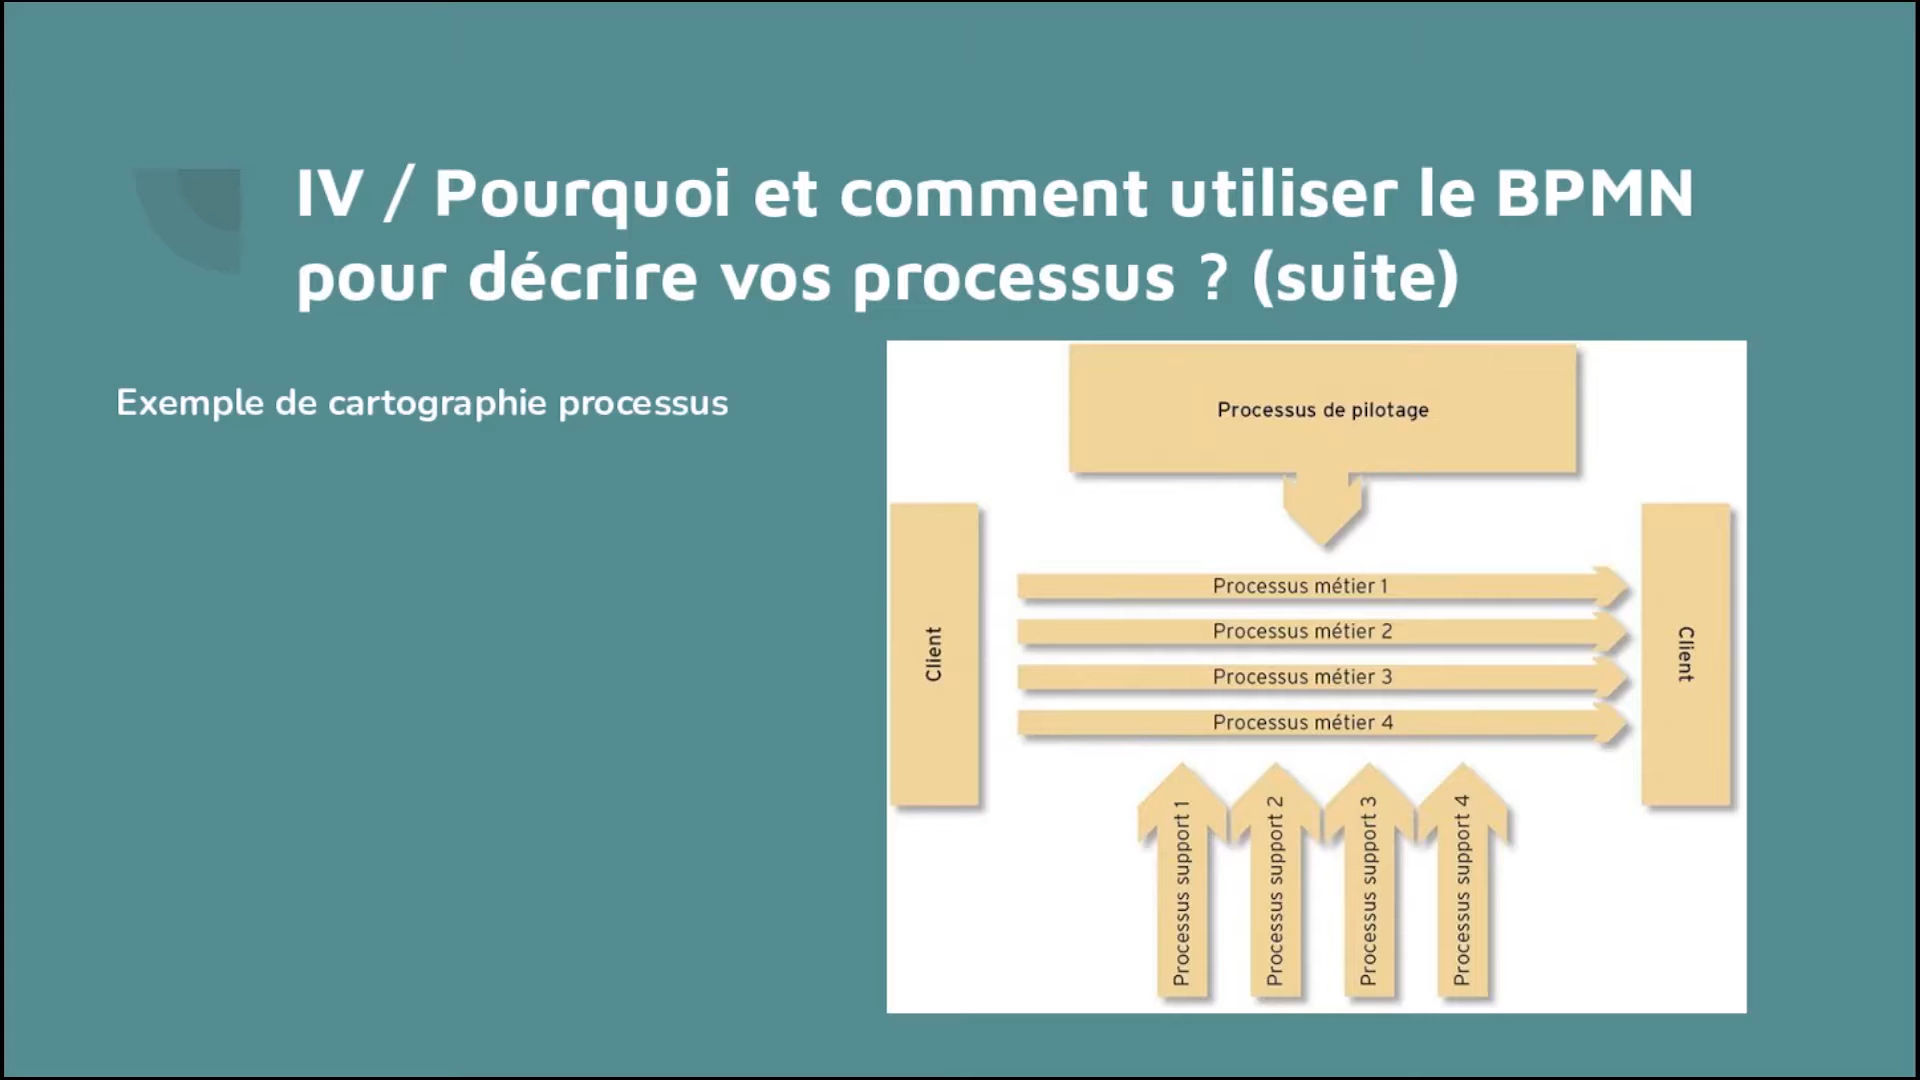 IV / Pourquoi et comment utiliser le BPMN
pour décrire vos processus ? (suite)
Exemple de cartographie processus
Processus de pilotage
Client
Processus métier 1
Processus métier 2
Processus métier 3
Processus métier 4
Client
Processus support 1
Processus support 2
Processus support 3
Processus support 4